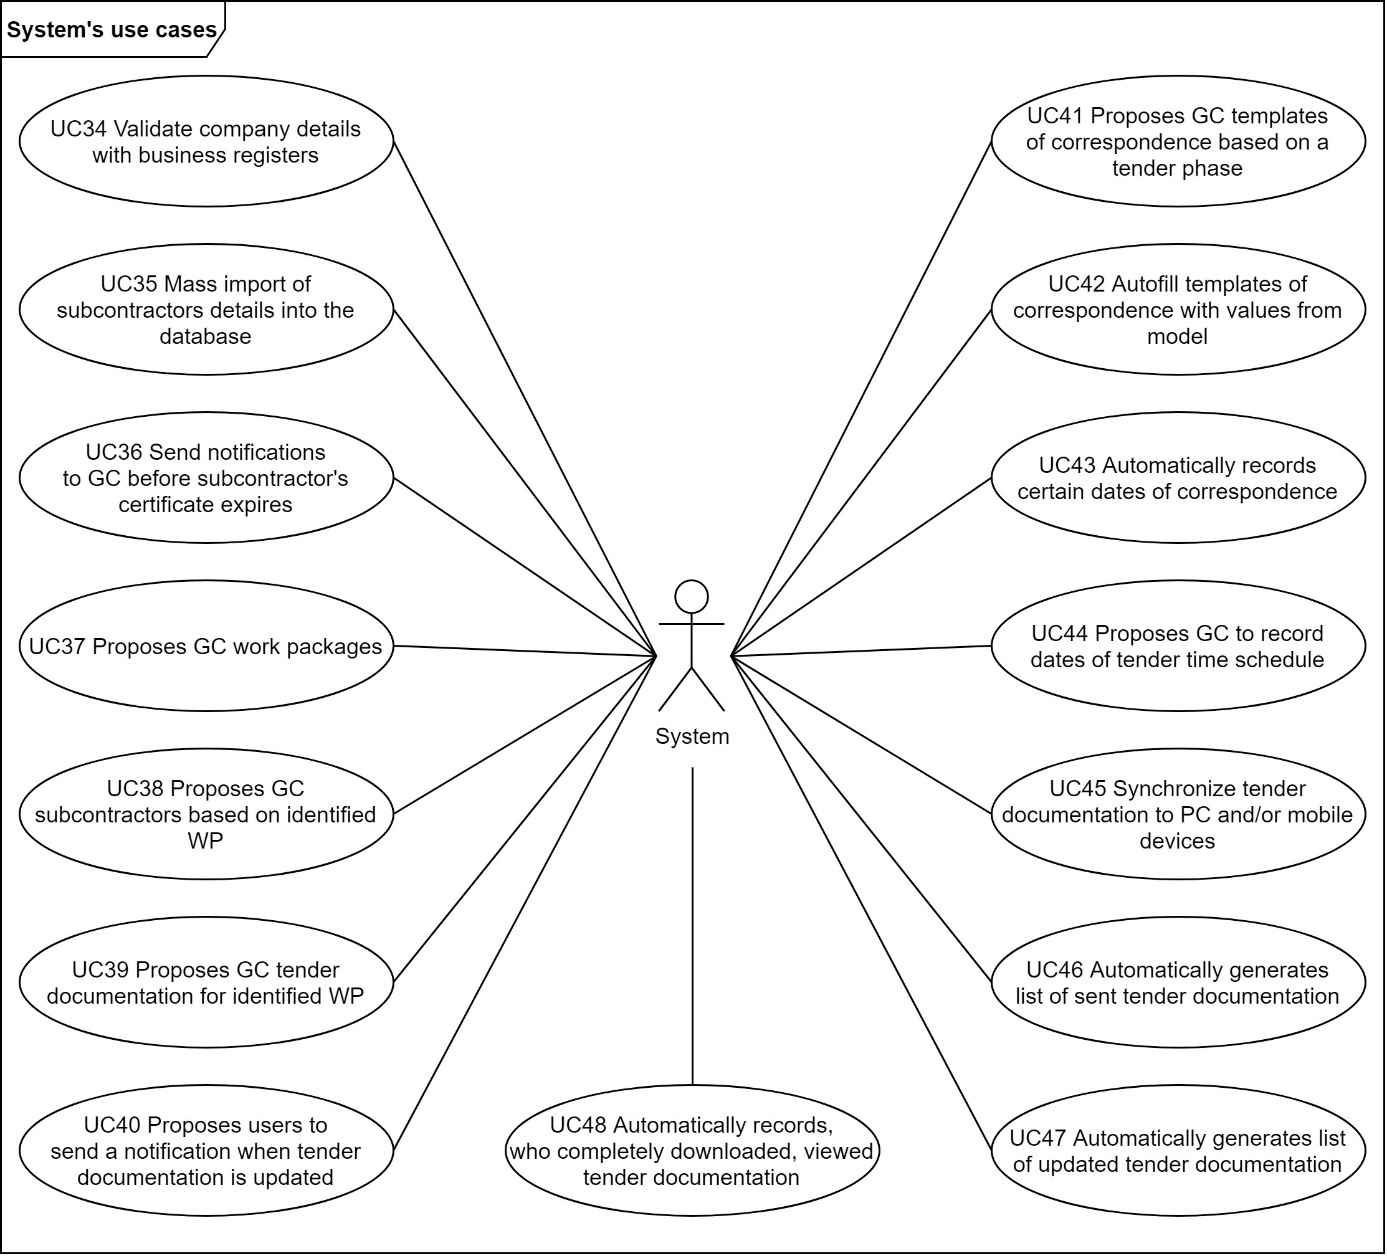 System's use cases
UC34 Validate company details
with business registers
UC35 Mass import of
subcontractors details into the
database
UC36 Send notifications
to GC before subcontractor's
certificate expires
UC37 Proposes GC work packages
UC38 Proposes GC
subcontractors based on identified
WP
UC39 Proposes GC tender
documentation for identified WP
UC40 Proposes users to
send a notification when tender
documentation is updated
System
UC48 Automatically records,
who completely downloaded, viewed
tender documentation
UC41 Proposes GC templates
of correspondence based on a
tender phase
UC42 Autofill templates of
correspondence with values from
model
UC43 Automatically records
certain dates of correspondence
UC44 Proposes GC to record
dates of tender time schedule
UC45 Synchronize tender
documentation to PC and/or mobile
devices
UC46 Automatically generates
list of sent tender documentation
UC47 Automatically generates list
of updated tender documentation